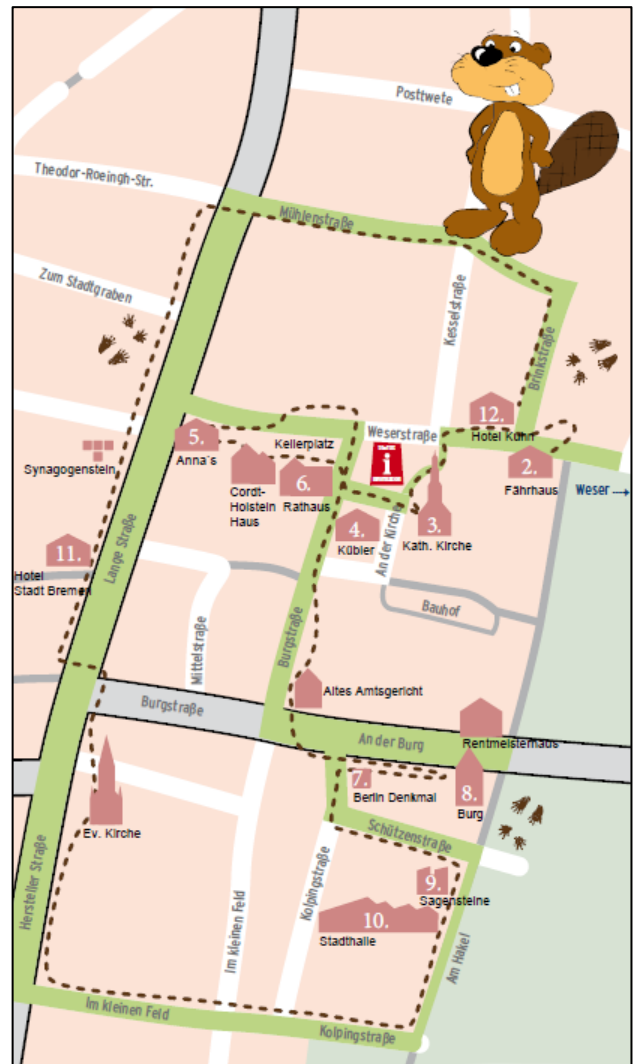 Posttwete
Theodor-Roeingh-Str.
Mühlenstraße
Zum Stadtgraben
Kesselstraße
Brinkstraße
12.
Hotel Kuhn
5.
Anna´s
Kellerplatz
Weserstraße
i
2.
Fährhaus
Weser
Synagogenstein
Cordt-
Holstein
Haus
6.
Rathaus
4.
Kübler
An der Kirche
3.
Kath. Kirche
11.
Hotel
Stadt Bremen
Lange Straße
Mittelstraße
Burgstraße
Bauhof
Altes Amtsgericht
Burgstraße
An der Burg
Rentmeisterhaus
7.
Berlin Denkmal
8.
Burg
Ev. Kirche
Schützenstraße
Hersteller Straße
Im kleinen Feld
Kolpingstraße
9.
Sagensteine
10.
Stadthalle
Am Häkel
Im kleinen Feld
Kolpingstraße